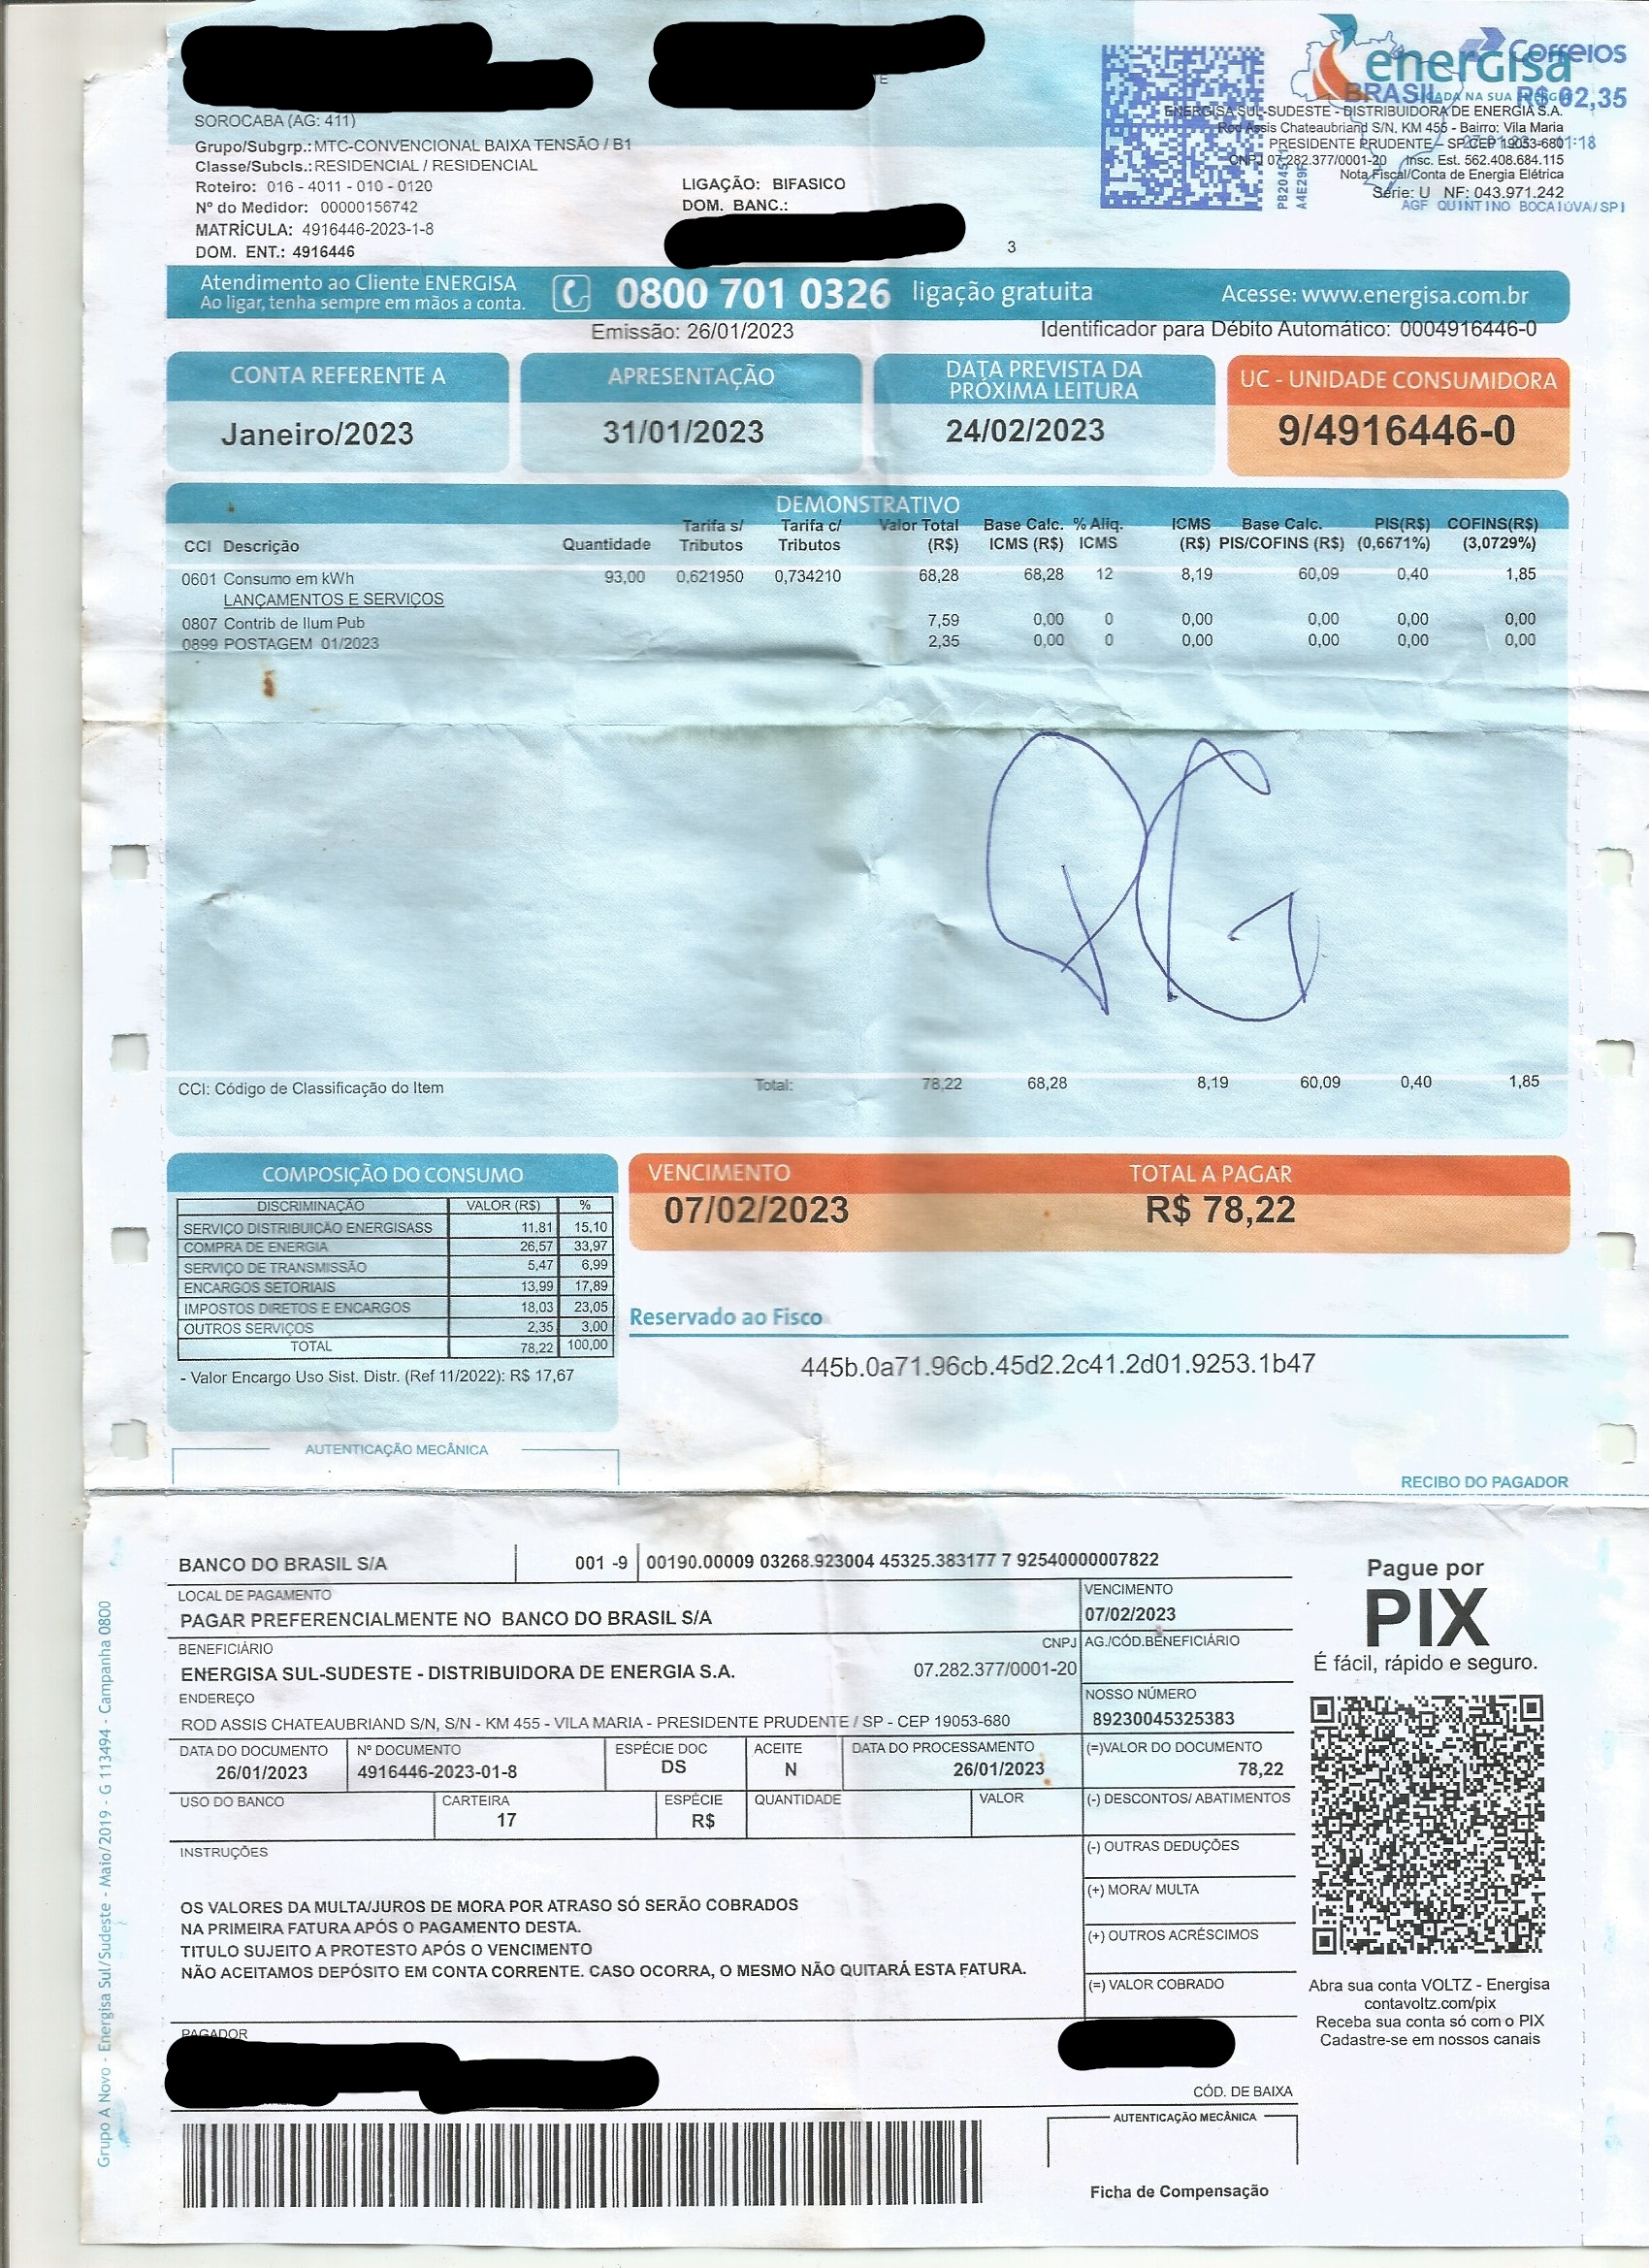 SOROCABA (AG: 411)
Grupo/Subgrp.: MTC-CONVENCIONAL BAIXA TENSÃO / B1
Classe/Subcls.: RESIDENCIAL / RESIDENCIAL
Roteiro: 016 - 4011 - 010 - 0120
Nº do Medidor: 00000156742
MATRÍCULA: 4916446-2023-1-8
DOM. ENT.: 4916446
LIGAÇÃO: BIFASICO
DOM. BANC.:
3
energisa
Correios
BRASIL
R$ 02,35
ENERGISA SUL-SUDESTE - DISTRIBUIDORA DE ENERGIA S.A.
Rod Assis Chateaubriand S/N, KM 455 - Bairro: Vila Maria
PRESIDENTE PRUDENTE – SP CEP 19053-680
CNPJ 07.282.377/0001-20 Insc. Est. 562.408.684.115
Nota Fiscal/Conta de Energia Elétrica
Série: U NF: 043.971.242
AGF QUINTINO BOCAIUVA/SPI
Atendimento ao Cliente ENERGISA
Ao ligar, tenha sempre em mãos a conta.
0800 701 0326 ligação gratuita
Acesse: www.energisa.com.br
Emissão: 26/01/2023
Identificador para Débito Automático: 0004916446-0
CONTA REFERENTE A
Janeiro/2023
APRESENTAÇÃO
31/01/2023
DATA PREVISTA DA
PRÓXIMA LEITURA
24/02/2023
UC - UNIDADE CONSUMIDORA
9/4916446-0
DEMONSTRATIVO
CCI Descrição Quantidade Tarifa s/ Tributos Tarifa c/ Tributos Valor Total (R$) Base Calc. ICMS (R$) % Aliq. ICMS ICMS (R$) Base Calc. PIS/COFINS (R$) PIS(R$) (0,6671%) COFINS(R$) (3,0729%)
0601 Consumo em kWh 93,00 0,621950 0,734210 68,28 68,28 12 8,19 60,09 0,40 1,85
LANÇAMENTOS E SERVIÇOS
0807 Contrib de Ilum Pub 7,59 0,00 0 0,00 0,00 0,00 0,00
0899 POSTAGEM 01/2023 2,35 0,00 0 0,00 0,00 0,00 0,00
PG
CCI: Código de Classificação do Item Total: 78,22 68,28 8,19 60,09 0,40 1,85
COMPOSIÇÃO DO CONSUMO
DISCRIMINAÇÃO VALOR (R$) %
SERVIÇO DISTRIBUIÇÃO ENERGISASS 11,81 15,10
COMPRA DE ENERGIA 26,57 33,97
SERVIÇO DE TRANSMISSÃO 5,47 6,99
ENCARGOS SETORIAIS 13,99 17,89
IMPOSTOS DIRETOS E ENCARGOS 18,03 23,05
OUTROS SERVIÇOS 2,35 3,00
TOTAL 78,22 100,00
- Valor Encargo Uso Sist. Distr. (Ref 11/2022): R$ 17,67
VENCIMENTO
07/02/2023
TOTAL A PAGAR
R$ 78,22
Reservado ao Fisco
445b.0a71.96cb.45d2.2c41.2d01.9253.1b47
AUTENTICAÇÃO MECÂNICA
RECIBO DO PAGADOR
BANCO DO BRASIL S/A 001 -9 00190.00009 03268.923004 45325.383177 7 92540000007822
LOCAL DE PAGAMENTO
PAGAR PREFERENCIALMENTE NO BANCO DO BRASIL S/A
VENCIMENTO
07/02/2023
BENEFICIÁRIO CNPJ
ENERGISA SUL-SUDESTE - DISTRIBUIDORA DE ENERGIA S.A. 07.282.377/0001-20
AG./CÓD.BENEFICIÁRIO
ENDEREÇO
ROD ASSIS CHATEAUBRIAND S/N, S/N - KM 455 - VILA MARIA - PRESIDENTE PRUDENTE / SP - CEP 19053-680
NOSSO NÚMERO
89230045325383
DATA DO DOCUMENTO
26/01/2023
Nº DOCUMENTO
4916446-2023-01-8
ESPÉCIE DOC
DS
ACEITE
N
DATA DO PROCESSAMENTO
26/01/2023
(=)VALOR DO DOCUMENTO
78,22
USO DO BANCO
CARTEIRA
17
ESPÉCIE
R$
QUANTIDADE
VALOR
(-) DESCONTOS/ ABATIMENTOS
INSTRUÇÕES
(-) OUTRAS DEDUÇÕES
(+) MORA/ MULTA
(+) OUTROS ACRÉSCIMOS
(=) VALOR COBRADO
OS VALORES DA MULTA/JUROS DE MORA POR ATRASO SÓ SERÃO COBRADOS
NA PRIMEIRA FATURA APÓS O PAGAMENTO DESTA.
TITULO SUJEITO A PROTESTO APÓS O VENCIMENTO
NÃO ACEITAMOS DEPÓSITO EM CONTA CORRENTE. CASO OCORRA, O MESMO NÃO QUITARÁ ESTA FATURA.
PAGADOR
CÓD. DE BAIXA
AUTENTICAÇÃO MECÂNICA
Ficha de Compensação
Pague por
PIX
É fácil, rápido e seguro.
Abra sua conta VOLTZ - Energisa
contavoltz.com/pix
Receba sua conta só com o PIX
Cadastre-se em nossos canais
Grupo A Novo - Energisa Sul/Sudeste - Maio/2019 - G 113494 - Campanha 0800